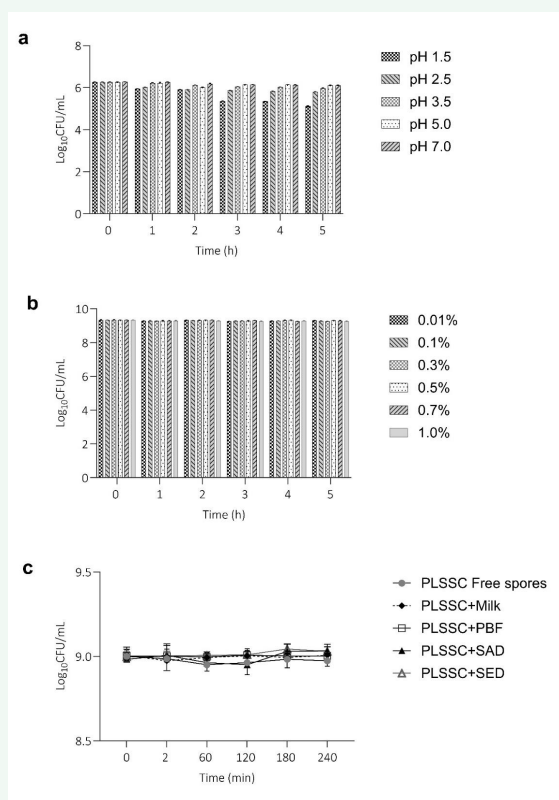 a
8
6
4
2
0
Log10CFU/mL
0 1 2 3 4 5
Time (h)
pH 1.5
pH 2.5
pH 3.5
pH 5.0
pH 7.0
b
10
8
6
4
2
0
Log10CFU/mL
0 1 2 3 4 5
Time (h)
0.01%
0.1%
0.3%
0.5%
0.7%
1.0%
c
9.5
9.0
8.5
Log10CFU/mL
0 2 60 120 180 240
Time (min)
PLSSC Free spores
PLSSC+Milk
PLSSC+PBF
PLSSC+SAD
PLSSC+SED